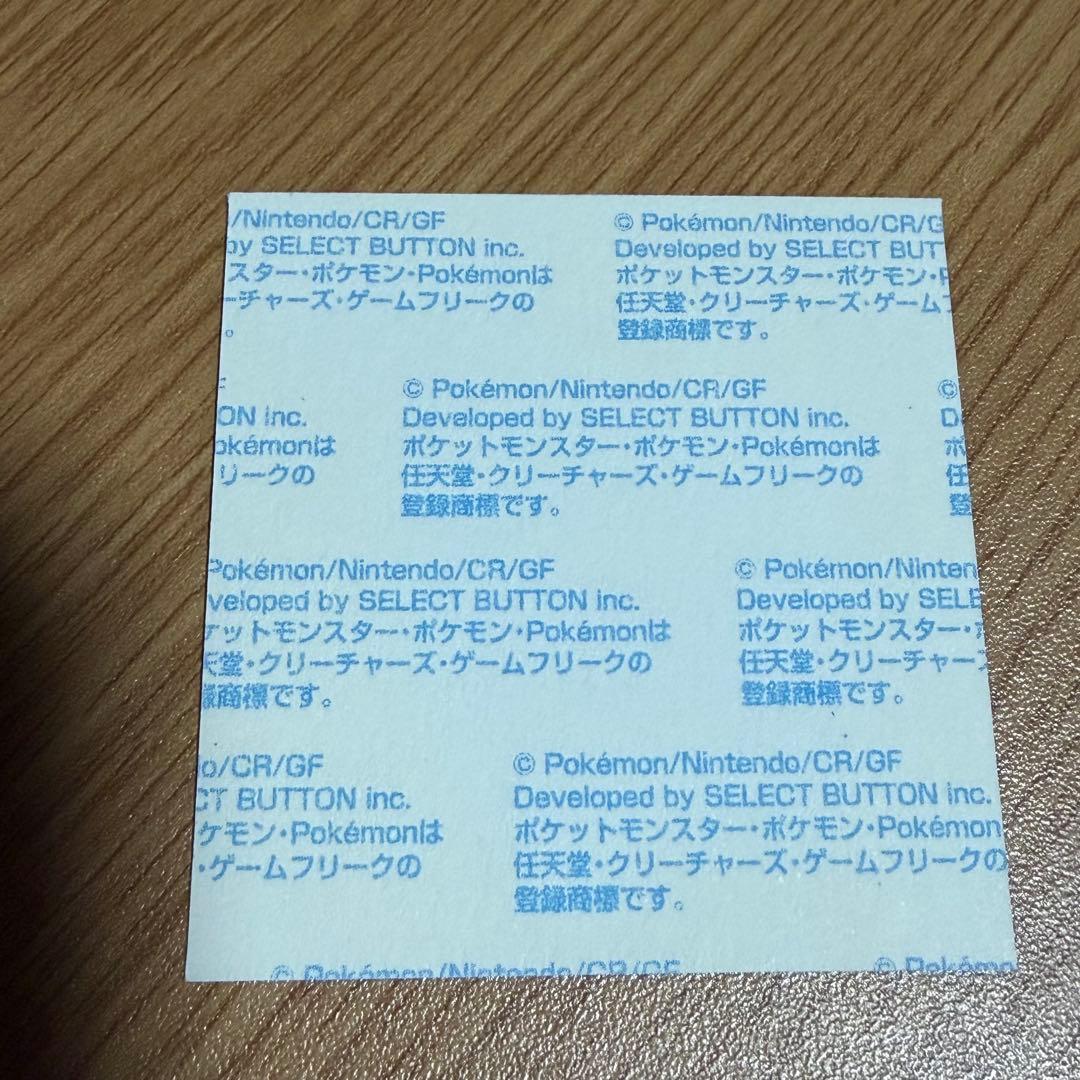 /Nintendo/CR/GF
by SELECT BUTTON inc.
スター・ポケモン・Pokémonは
ーチャーズ・ゲームフリークの
。
© Pokémon/Nintendo/CR/G
Developed by SELECT BUTT
ポケットモンスター・ポケモン・P
任天堂・クリーチャーズ・ゲームフ
登録商標です。
ON inc.
okémonは
リークの
© Pokémon/Nintendo/CR/GF
Developed by SELECT BUTTON inc.
ポケットモンスター・ポケモン・Pokémonは
任天堂・クリーチャーズ・ゲームフリークの
登録商標です。
©
D
ポ
任
登
Pokémon/Nintendo/CR/GF
veloped by SELECT BUTTON inc.
ケットモンスター・ポケモン・Pokémonは
天堂・クリーチャーズ・ゲームフリークの
録商標です。
© Pokémon/Ninten
Developed by SELE
ポケットモンスター・ポ
任天堂・クリーチャーズ
登録商標です。
do/CR/GF
CT BUTTON inc.
ケモン・Pokémonは
・ゲームフリークの
© Pokémon/Nintendo/CR/GF
Developed by SELECT BUTTON inc.
ポケットモンスター・ポケモン・Pokémon
任天堂・クリーチャーズ・ゲームフリークの
登録商標です。
© Pokémon/Nintendo/CR/GF
© Pokémo